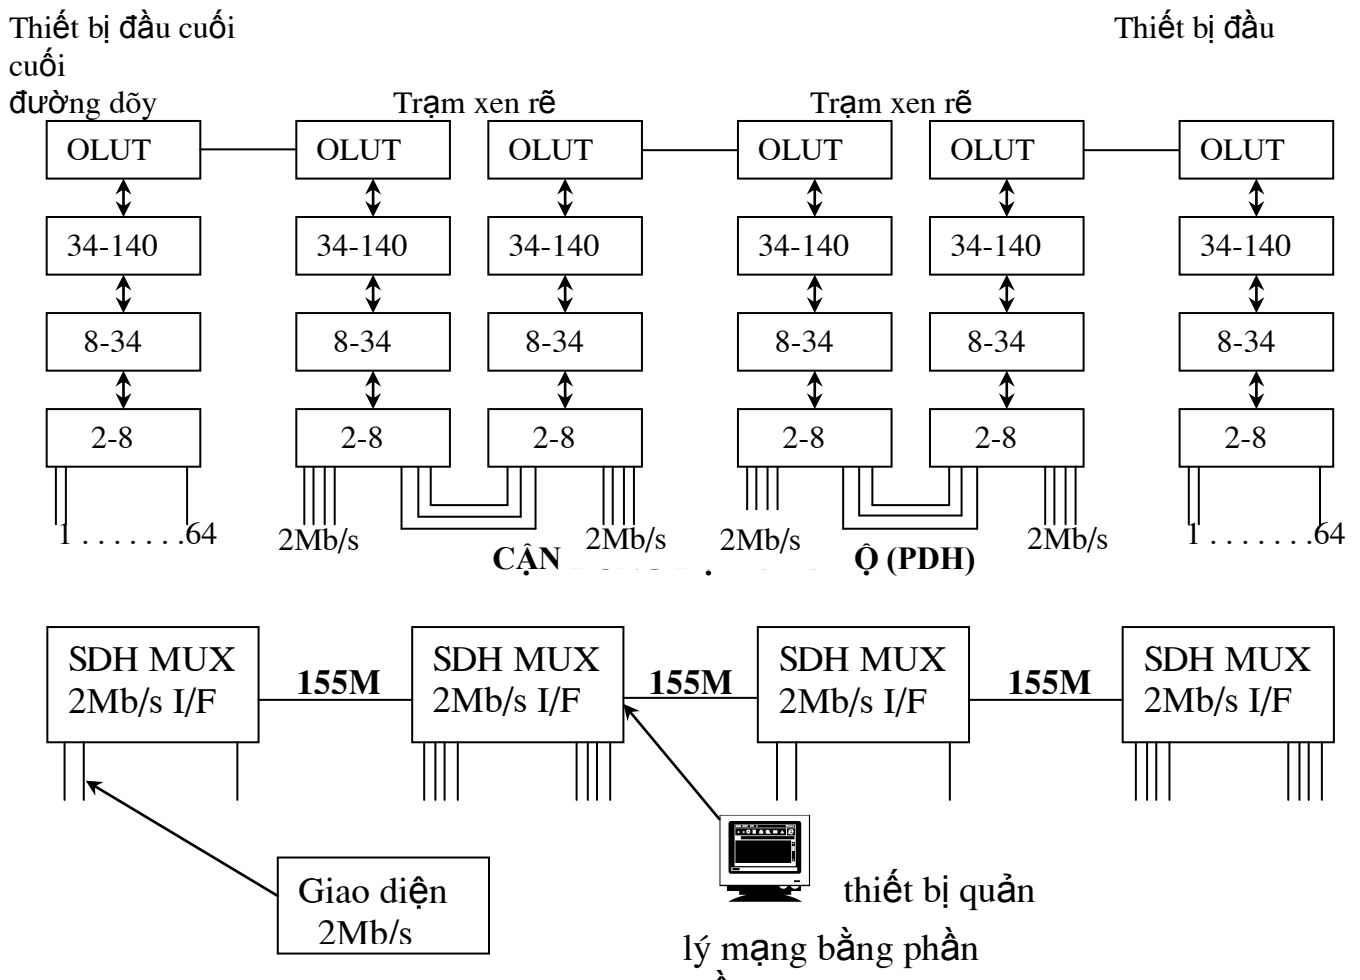 Thiết bị đầu cuối Thiết bị đầu
cuối
đường dõy Trạm xen rẽ Trạm xen rẽ
OLUT OLUT OLUT OLUT OLUT OLUT
34-140 34-140 34-140 34-140 34-140 34-140
8-34 8-34 8-34 8-34 8-34 8-34
2-8 2-8 2-8 2-8 2-8 2-8
1 . . . . . . .64 2Mb/s 2Mb/s 2Mb/s 2Mb/s 1 . . . . . . .64
CẬN Ộ (PDH)
SDH MUX SDH MUX SDH MUX SDH MUX
2Mb/s I/F 155M 2Mb/s I/F 155M 2Mb/s I/F 155M 2Mb/s I/F
Giao diện
2Mb/s
thiết bị quản
lý mạng bằng phần